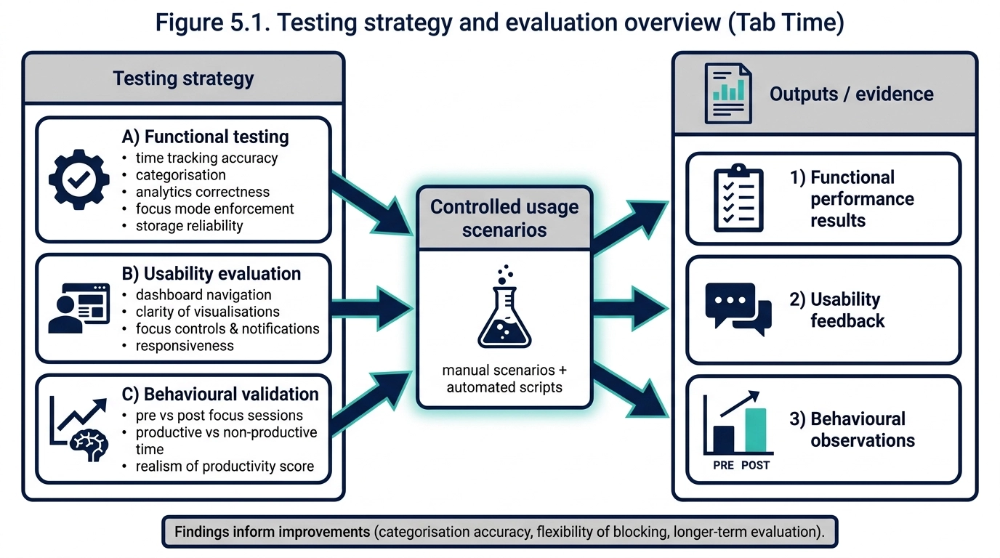 Figure 5.1. Testing strategy and evaluation overview (Tab Time)
Testing strategy
A) Functional testing
• time tracking accuracy
• categorisation
• analytics correctness
• focus mode enforcement
• storage reliability
B) Usability evaluation
• dashboard navigation
• clarity of visualisations
• focus controls & notifications
• responsiveness
C) Behavioural validation
• pre vs post focus sessions
• productive vs non-productive
time
• realism of productivity score
Controlled usage
scenarios
manual scenarios +
automated scripts
Outputs / evidence
1) Functional
performance
results
2) Usability
feedback
3) Behavioural
observations
PRE POST
Findings inform improvements (categorisation accuracy, flexibility of blocking, longer-term evaluation).